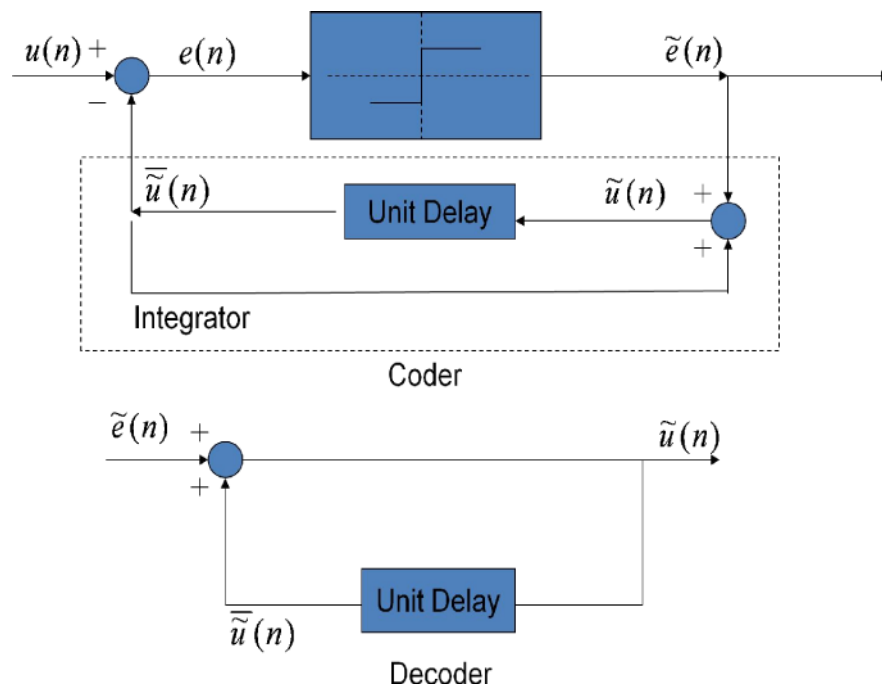 u(n) +
e(n)
ẽ(n)
−
ũ̅(n)
Unit Delay
ũ(n)
+
+
Integrator
Coder
ẽ(n)
+
ũ(n)
+
Unit Delay
ũ̅(n)
Decoder